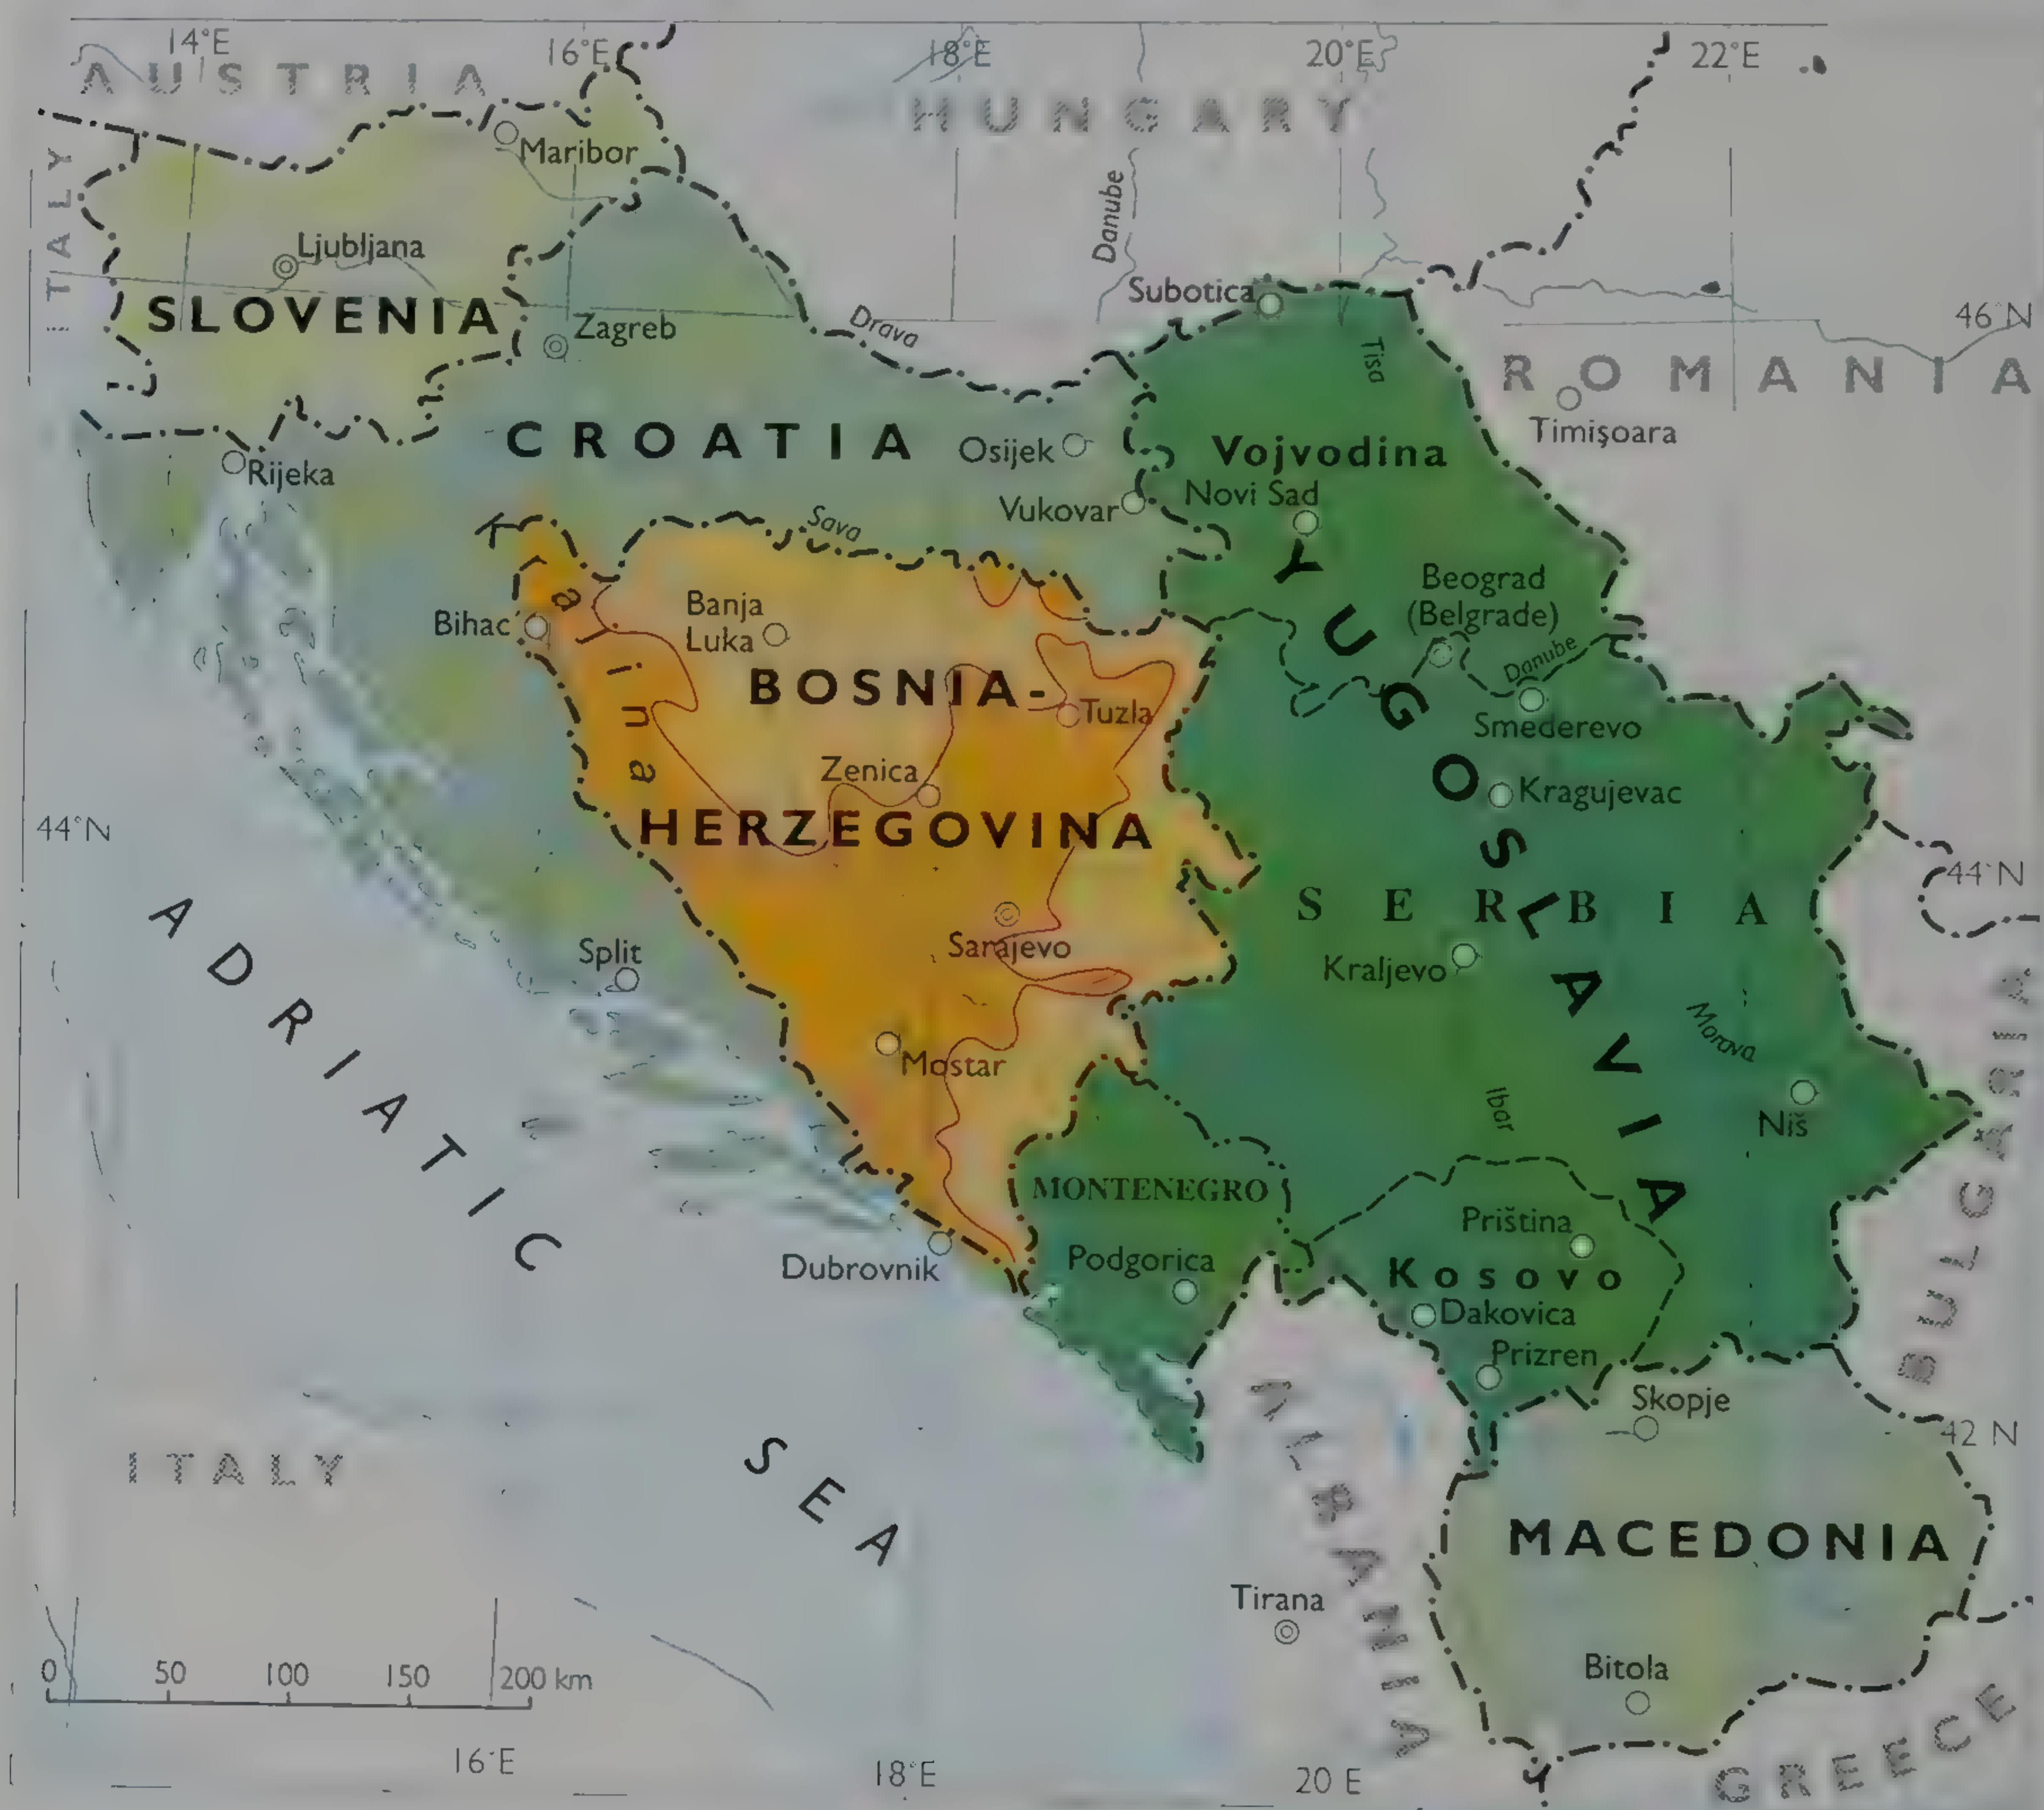 14°E
16°E
18°E
20°E
22°E
AUSTRIA
HUNGARY
Maribor
ITALY
Danube
Ljubljana
Subotica
SLOVENIA
Zagreb
Drava
46°N
Tisa
ROMANIA
Timişoara
CROATIA
Osijek
Vojvodina
Rijeka
Vukovar
Novi Sad
Krajina
Sava
YUGOSLAVIA
Beograd
(Belgrade)
Bihac
Banja
Luka
Danube
BOSNIA-
Tuzla
Smederevo
Zenica
Kragujevac
44°N
HERZEGOVINA
44°N
SERBIA
ADRIATIC
Sarajevo
Split
Kraljevo
Morava
Mostar
Ibar
Niš
BULGARIA
MONTENEGRO
Priština
Dubrovnik
Podgorica
Kosovo
Dakovica
Prizren
Skopje
42 N
ITALY
SEA
ALBANIA
MACEDONIA
Tirana
Bitola
0 50 100 150 200 km
GREECE
16°E
18°E
20 E